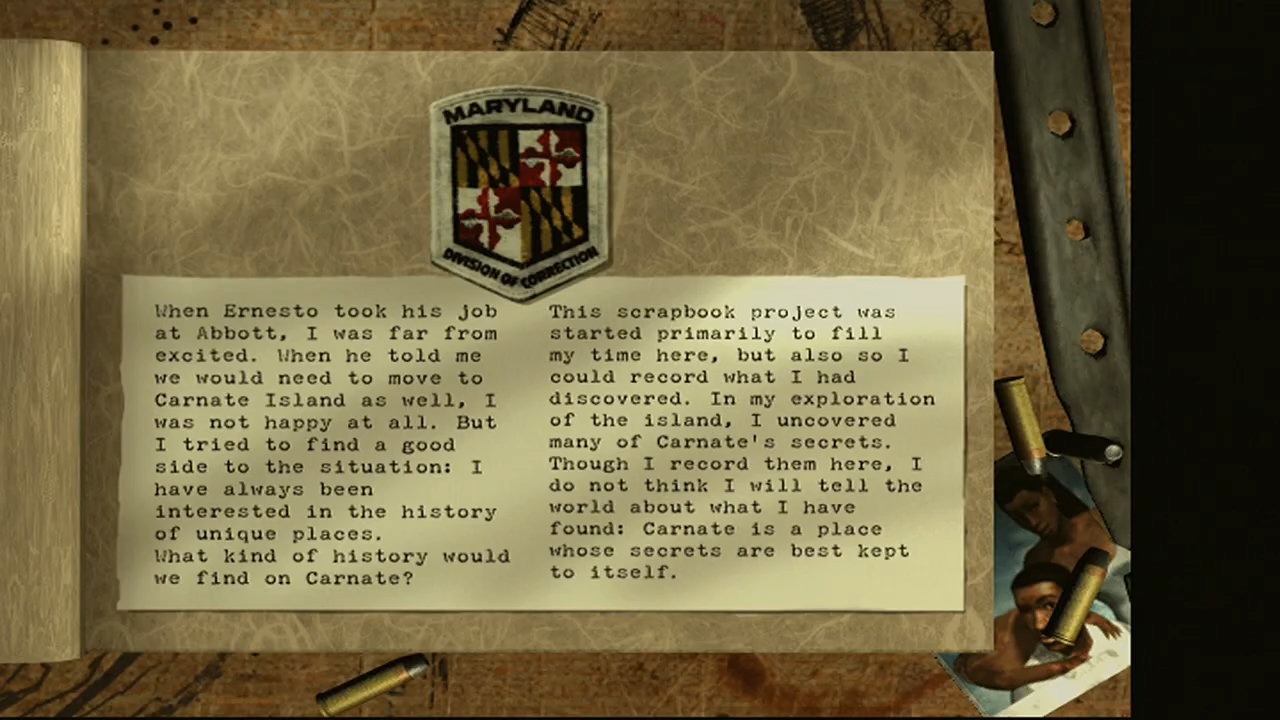 MARYLAND
DIVISION OF CORRECTION
When Ernesto took his job
at Abbott, I was far from
excited. When he told me
we would need to move to
Carnate Island as well, I
was not happy at all. But
I tried to find a good
side to the situation: I
have always been
interested in the history
of unique places.
What kind of history would
we find on Carnate?
This scrapbook project was
started primarily to fill
my time here, but also so I
could record what I had
discovered. In my exploration
of the island, I uncovered
many of Carnate's secrets.
Though I record them here, I
do not think I will tell the
world about what I have
found: Carnate is a place
whose secrets are best kept
to itself.